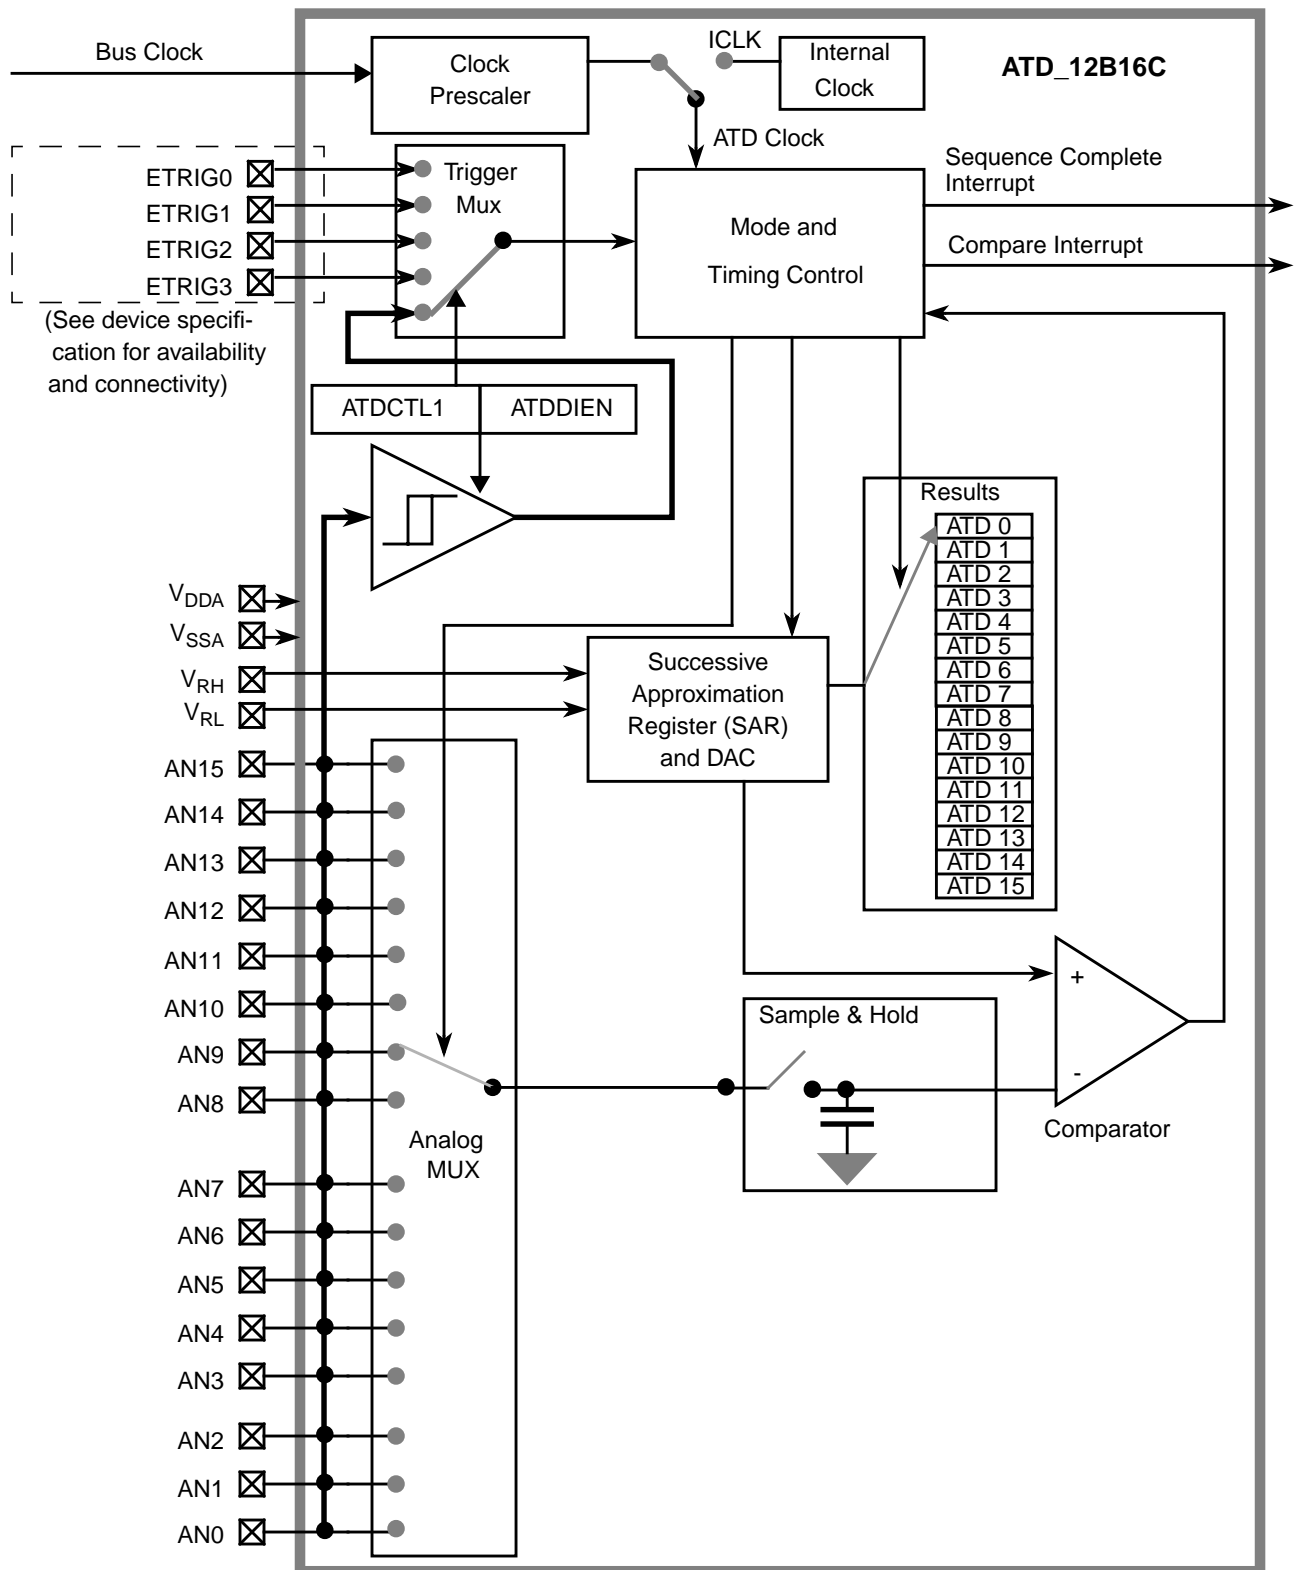 Bus Clock
Clock
Prescaler
ICLK
Internal
Clock
ATD_12B16C
ATD Clock
ETRIG0
ETRIG1
ETRIG2
ETRIG3
(See device specifi-
cation for availability
and connectivity)
Trigger
Mux
Mode and
Timing Control
Sequence Complete
Interrupt
Compare Interrupt
ATDCTL1
ATDDIEN
Results
ATD 0
ATD 1
ATD 2
ATD 3
ATD 4
ATD 5
ATD 6
ATD 7
ATD 8
ATD 9
ATD 10
ATD 11
ATD 12
ATD 13
ATD 14
ATD 15
VDDA
VSSA
VRH
VRL
Successive
Approximation
Register (SAR)
and DAC
AN15
AN14
AN13
AN12
AN11
AN10
AN9
AN8
AN7
AN6
AN5
AN4
AN3
AN2
AN1
AN0
Analog
MUX
Sample & Hold
+
-
Comparator